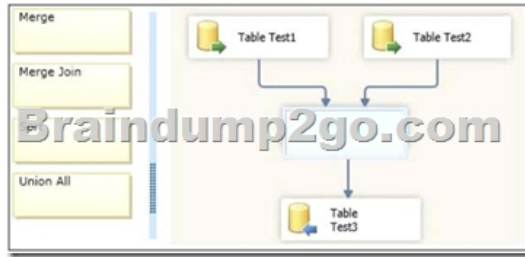 Merge
Table Test1
Table Test2
Merge Join
Braindump2go.com
Union All
Table
Test3